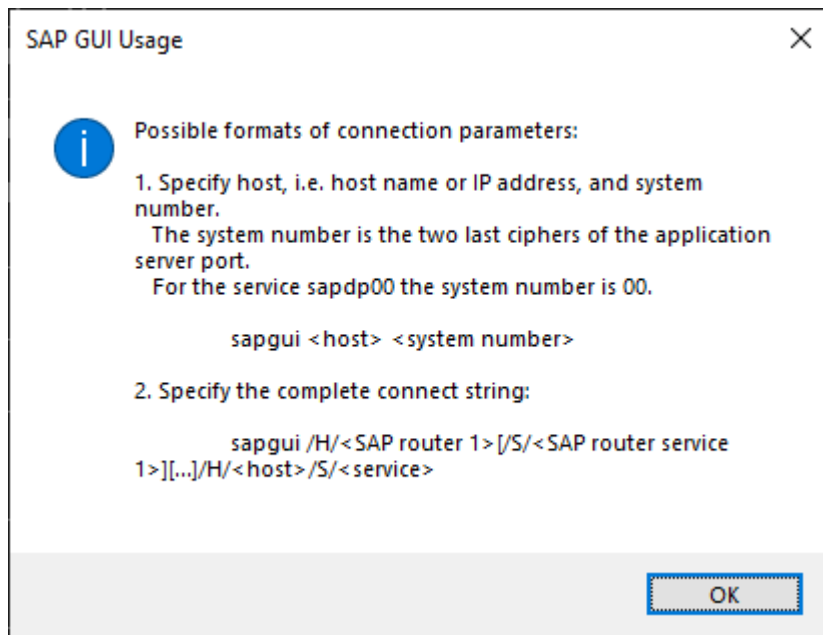 SAP GUI Usage
Possible formats of connection parameters:
1. Specify host, i.e. host name or IP address, and system
number.
The system number is the two last ciphers of the application
server port.
For the service sapdp00 the system number is 00.
sapgui <host> <system number>
2. Specify the complete connect string:
sapgui /H/<SAP router 1>[/S/<SAP router service
1>][...]/H/<host>/S/<service>
OK